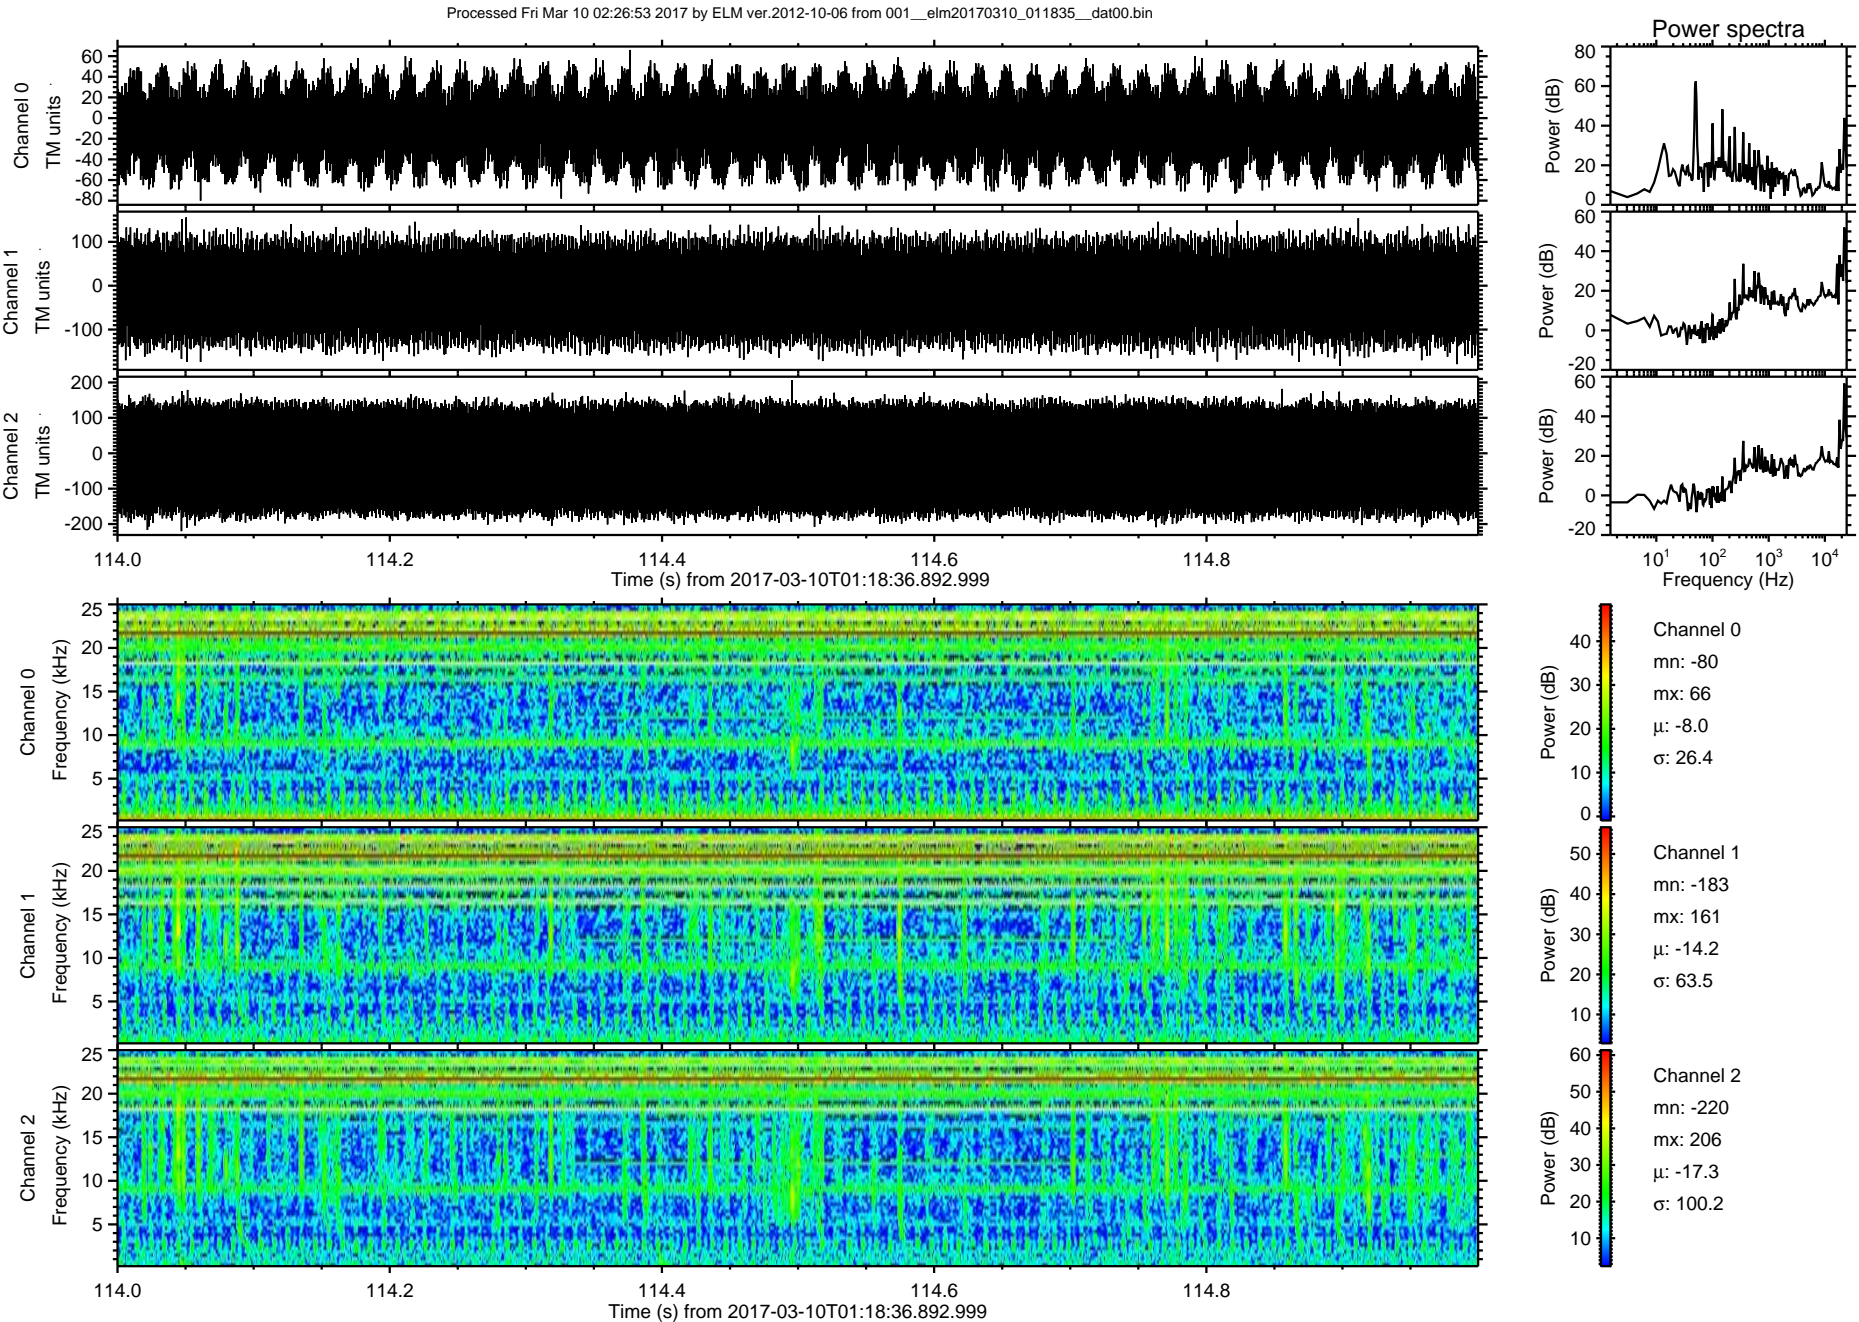 Processed Fri Mar 10 02:26:53 2017 by ELM ver.2012-10-06 from 001__elm20170310_011835__dat00.bin
Power spectra
Channel 0
TM units
60
40
20
0
-20
-40
-60
-80
Power (dB)
80
60
40
20
0
Channel 1
TM units
100
0
-100
Power (dB)
60
40
20
0
-20
Channel 2
TM units
200
100
0
-100
-200
Power (dB)
60
40
20
0
-20
114.0 114.2 114.4 114.6 114.8
Time (s) from 2017-03-10T01:18:36.892.999
10^1 10^2 10^3 10^4
Frequency (Hz)
Channel 0
Frequency (kHz)
25
20
15
10
5
Power (dB)
40
30
20
10
0
Channel 0
mn: -80
mx: 66
μ: -8.0
σ: 26.4
Channel 1
Frequency (kHz)
25
20
15
10
5
Power (dB)
50
40
30
20
10
Channel 1
mn: -183
mx: 161
μ: -14.2
σ: 63.5
Channel 2
Frequency (kHz)
25
20
15
10
5
Power (dB)
60
50
40
30
20
10
Channel 2
mn: -220
mx: 206
μ: -17.3
σ: 100.2
114.0 114.2 114.4 114.6 114.8
Time (s) from 2017-03-10T01:18:36.892.999